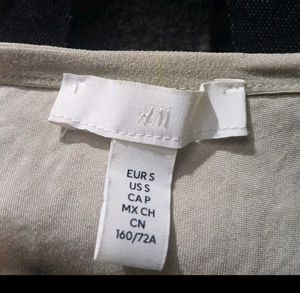 H&M
EUR S
US S
CA P
MX CH
CN
160/72A